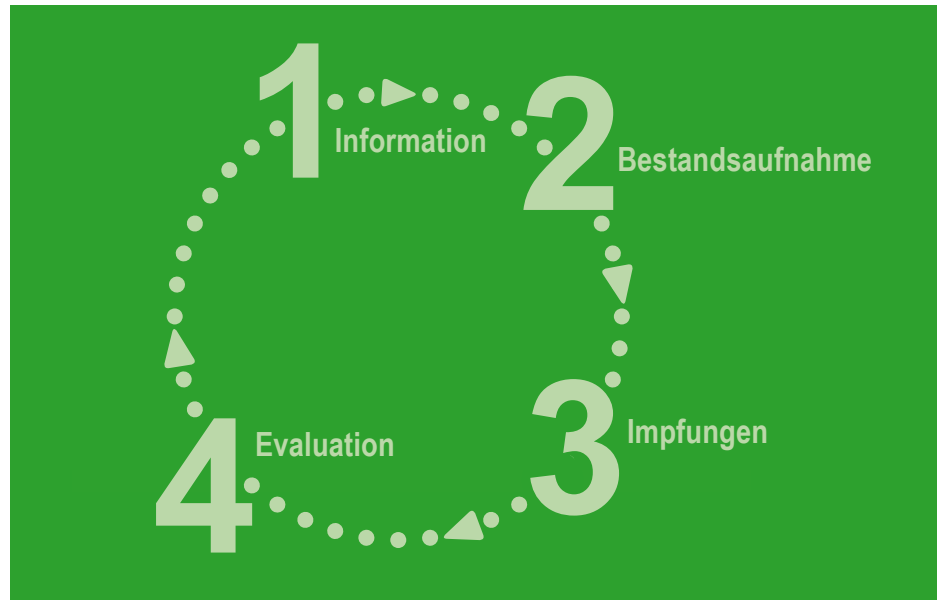 1
Information
2
Bestandsaufnahme
3
Impfungen
4
Evaluation